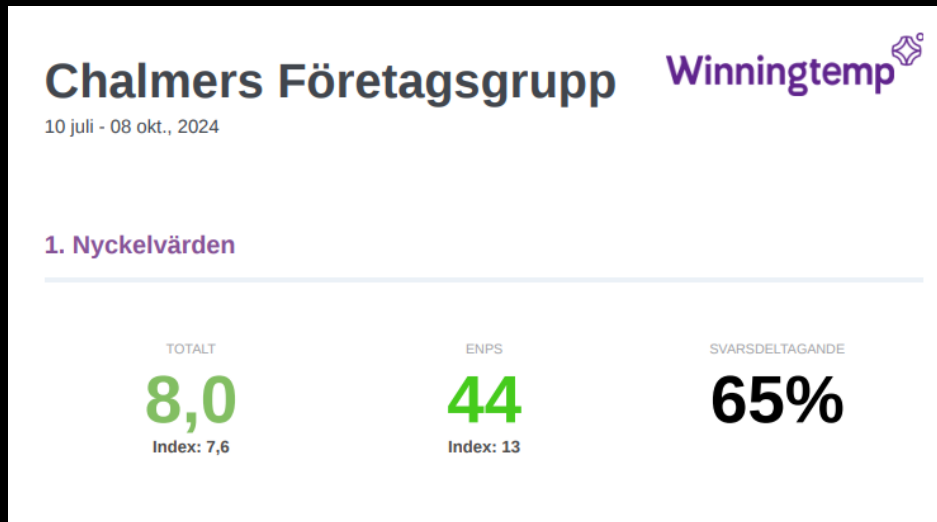 Chalmers Företagsgrupp
Winningtemp
10 juli - 08 okt., 2024
1. Nyckelvärden
TOTALT
8,0
Index: 7,6
ENPS
44
Index: 13
SVARSDELTAGANDE
65%